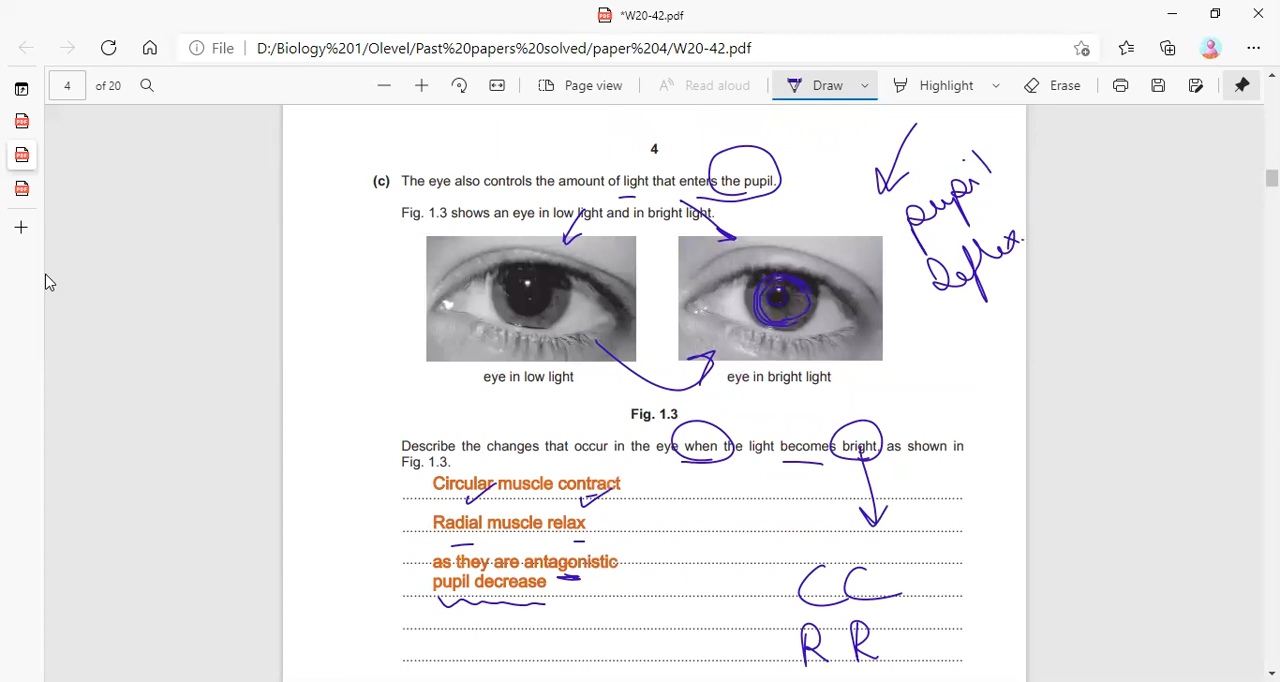 *W20-42.pdf
File D:/Biology%201/Olevel/Past%20papers%20solved/paper%204/W20-42.pdf
4 of 20 Page view Read aloud Draw Highlight Erase
4
(c) The eye also controls the amount of light that enters the pupil.
Fig. 1.3 shows an eye in low light and in bright light.
pupil
Reflex.
eye in low light eye in bright light
Fig. 1.3
Describe the changes that occur in the eye when the light becomes bright, as shown in
Fig. 1.3.
Circular muscle contract
Radial muscle relax
as they are antagonistic
pupil decrease
CC
RR